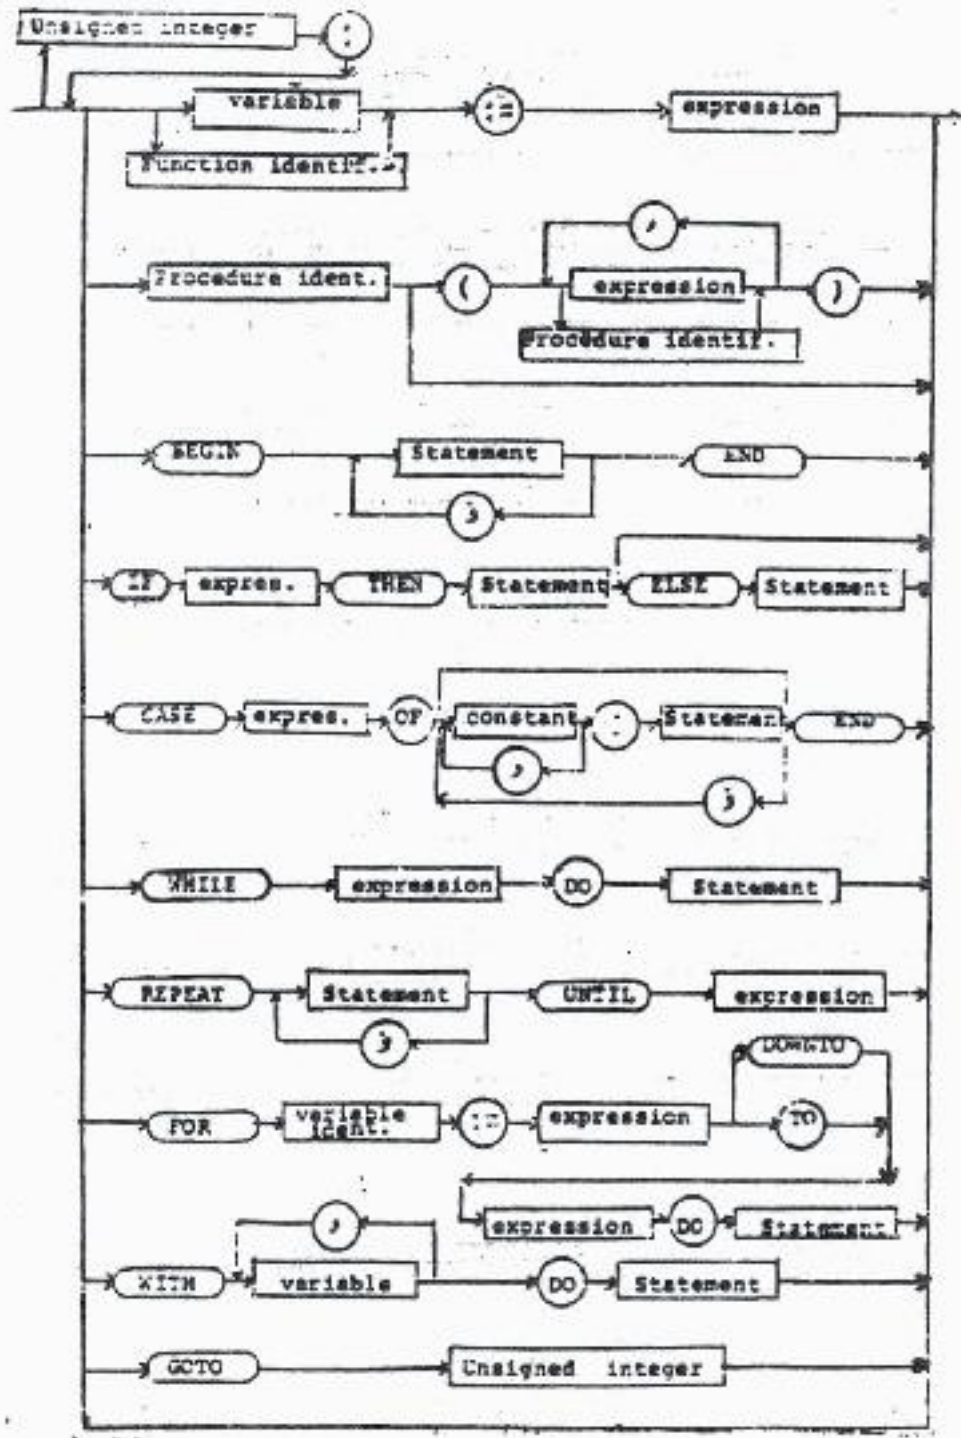 Unsigned integer :
variable := expression
Function identif.
,
Procedure ident. ( expression )
Procedure identif.
BEGIN Statement END
;
IF expres. THEN Statement ELSE Statement
CASE expres. OF constant : Statement END
,
;
WHILE expression DO Statement
REPEAT Statement UNTIL expression
;
DOWNTO
FOR variable ident. := expression TO
expression DO Statement
,
WITH variable DO Statement
GOTO Unsigned integer